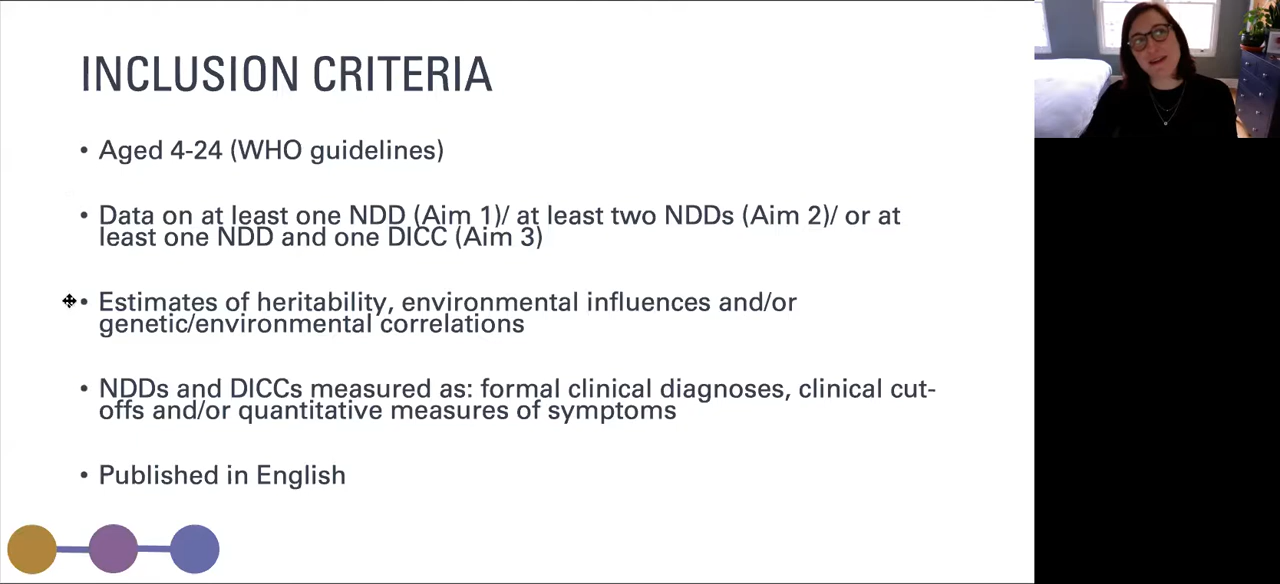 INCLUSION CRITERIA
• Aged 4-24 (WHO guidelines)
• Data on at least one NDD (Aim 1)/ at least two NDDs (Aim 2)/ or at
least one NDD and one DICC (Aim 3)
• Estimates of heritability, environmental influences and/or
genetic/environmental correlations
• NDDs and DICCs measured as: formal clinical diagnoses, clinical cut-
offs and/or quantitative measures of symptoms
• Published in English